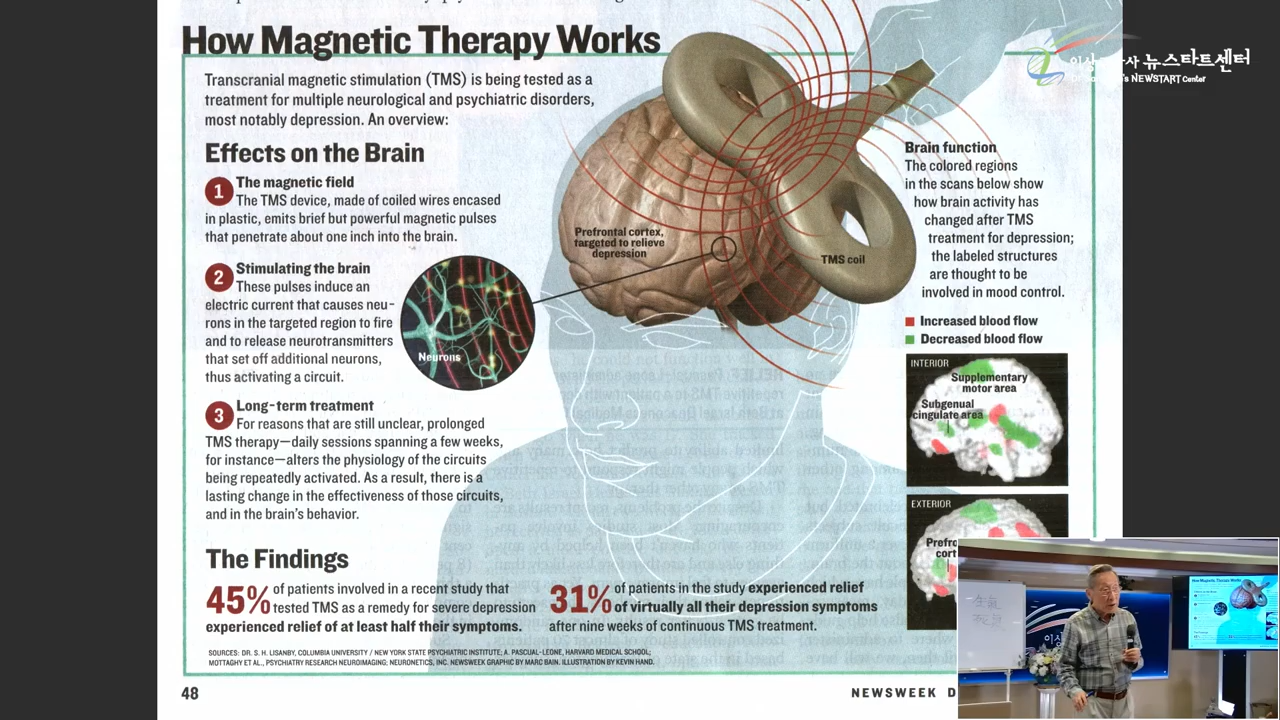 How Magnetic Therapy Works
Transcranial magnetic stimulation (TMS) is being tested as a
treatment for multiple neurological and psychiatric disorders,
most notably depression. An overview:
Effects on the Brain
1 The magnetic field
The TMS device, made of coiled wires encased
in plastic, emits brief but powerful magnetic pulses
that penetrate about one inch into the brain.
2 Stimulating the brain
These pulses induce an
electric current that causes neu-
rons in the targeted region to fire
and to release neurotransmitters
that set off additional neurons,
thus activating a circuit.
Neurons
3 Long-term treatment
For reasons that are still unclear, prolonged
TMS therapy—daily sessions spanning a few weeks,
for instance—alters the physiology of the circuits
being repeatedly activated. As a result, there is a
lasting change in the effectiveness of those circuits,
and in the brain's behavior.
Prefrontal cortex,
targeted to relieve
depression
TMS coil
뉴스타트센터
NEWSTART Center
Brain function
The colored regions
in the scans below show
how brain activity has
changed after TMS
treatment for depression;
the labeled structures
are thought to be
involved in mood control.
Increased blood flow
Decreased blood flow
INTERIOR
Supplementary
motor area
Subgenual
cingulate area
EXTERIOR
The Findings
45% of patients involved in a recent study that
tested TMS as a remedy for severe depression
experienced relief of at least half their symptoms.
31% of patients in the study experienced relief
of virtually all their depression symptoms
after nine weeks of continuous TMS treatment.
SOURCES: DR. S. H. LISANBY, COLUMBIA UNIVERSITY / NEW YORK STATE PSYCHIATRIC INSTITUTE; A. PASCUAL-LEONE, HARVARD MEDICAL SCHOOL;
MOTTAGHY ET AL., PSYCHIATRY RESEARCH NEUROIMAGING; NEURONETICS, INC. NEWSWEEK GRAPHIC BY MARC BAIN. ILLUSTRATION BY KEVIN HAND.
48
NEWSWEEK
How Magnetic Therapy Works